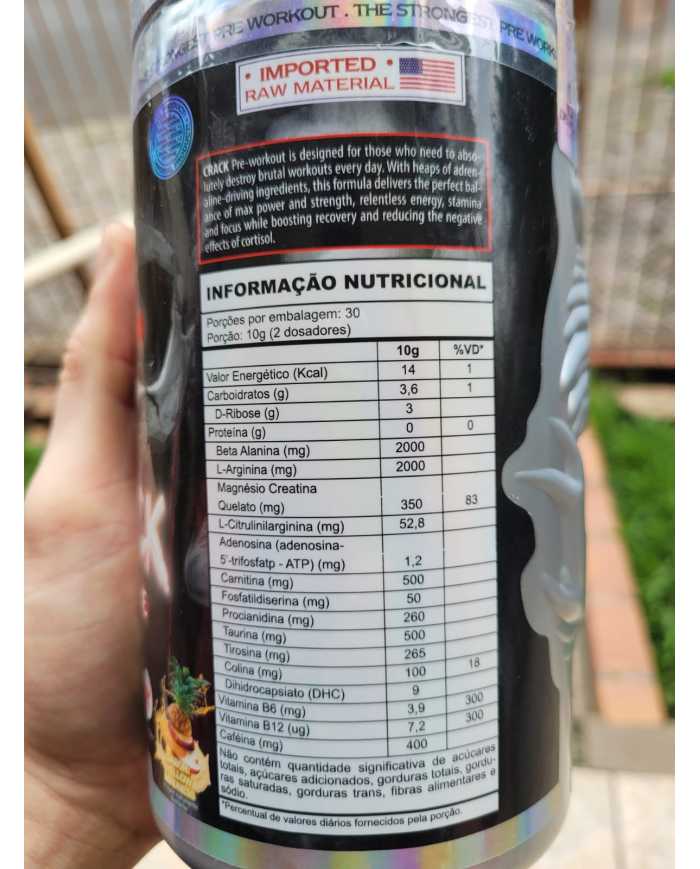 PRE WORKOUT . THE STRONGEST PRE WORK
• IMPORTED •
RAW MATERIAL
CRACK Pre-workout is designed for those who need to abso-
lutely destroy brutal workouts every day. With heaps of adren-
aline-driving ingredients, this formula delivers the perfect bal-
ance of max power and strength, relentless energy, stamina
and focus while boosting recovery and reducing the negative
effects of cortisol.
INFORMAÇÃO NUTRICIONAL
Porções por embalagem: 30
Porção: 10g (2 dosadores)
10g %VD*
Valor Energético (Kcal) 14 1
Carboidratos (g) 3,6 1
D-Ribose (g) 3
Proteína (g) 0 0
Beta Alanina (mg) 2000
L-Arginina (mg) 2000
Magnésio Creatina
Quelato (mg) 350 83
L-Citrulinilarginina (mg) 52,8
Adenosina (adenosina-
5'-trifosfatp - ATP) (mg) 1,2
Carnitina (mg) 500
Fosfatildiserina (mg) 50
Procianidina (mg) 260
Taurina (mg) 500
Tirosina (mg) 265
Colina (mg) 100 18
Dihidrocapsiato (DHC) 9
Vitamina B6 (mg) 3,9 300
Vitamina B12 (ug) 7,2 300
Cafeína (mg) 400
Não contém quantidade significativa de acúcares
totais, açúcares adicionados, gorduras totais, gordu-
ras saturadas, gorduras trans, fibras alimentares e
sódio.
*Percentual de valores diários fornecidos pela porção.